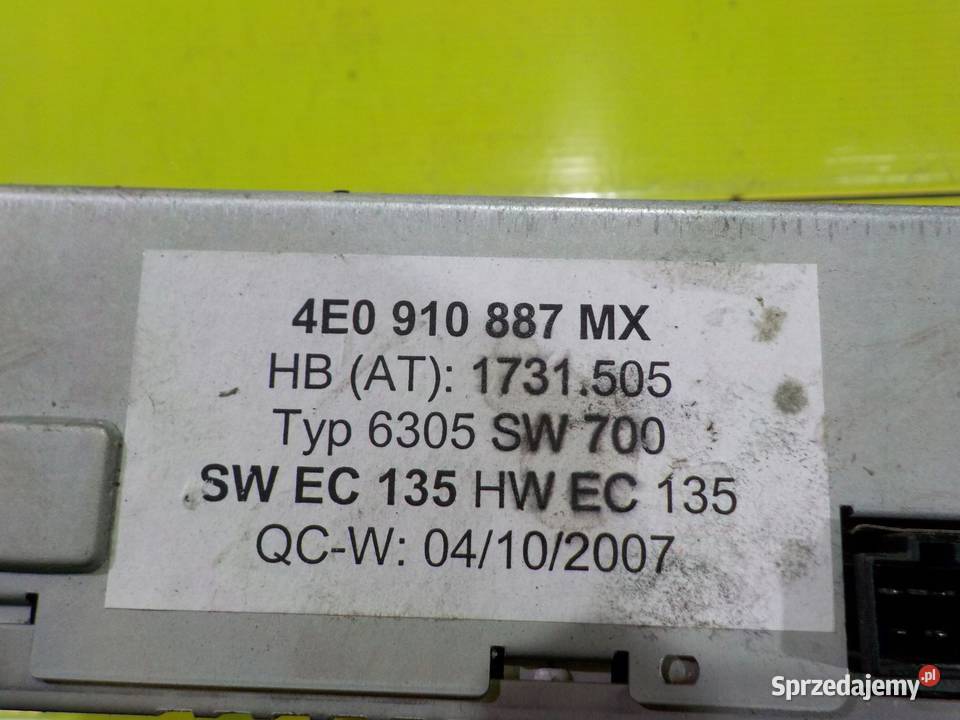 4E0 910 887 MX
HB (AT): 1731.505
Typ 6305 SW 700
SW EC 135 HW EC 135
QC-W: 04/10/2007
Sprzedajemy.pl